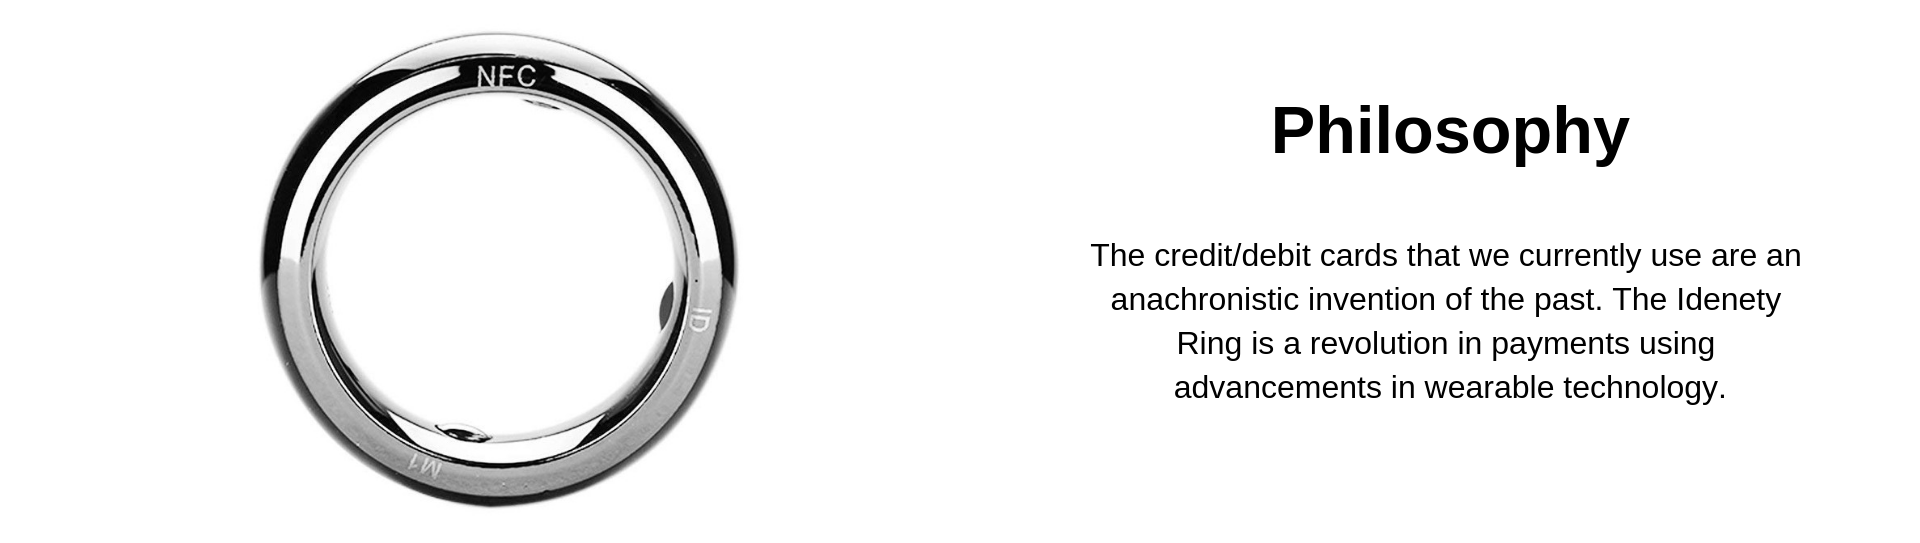 NFC
ID
M1
Philosophy
The credit/debit cards that we currently use are an
anachronistic invention of the past. The Idenety
Ring is a revolution in payments using
advancements in wearable technology.